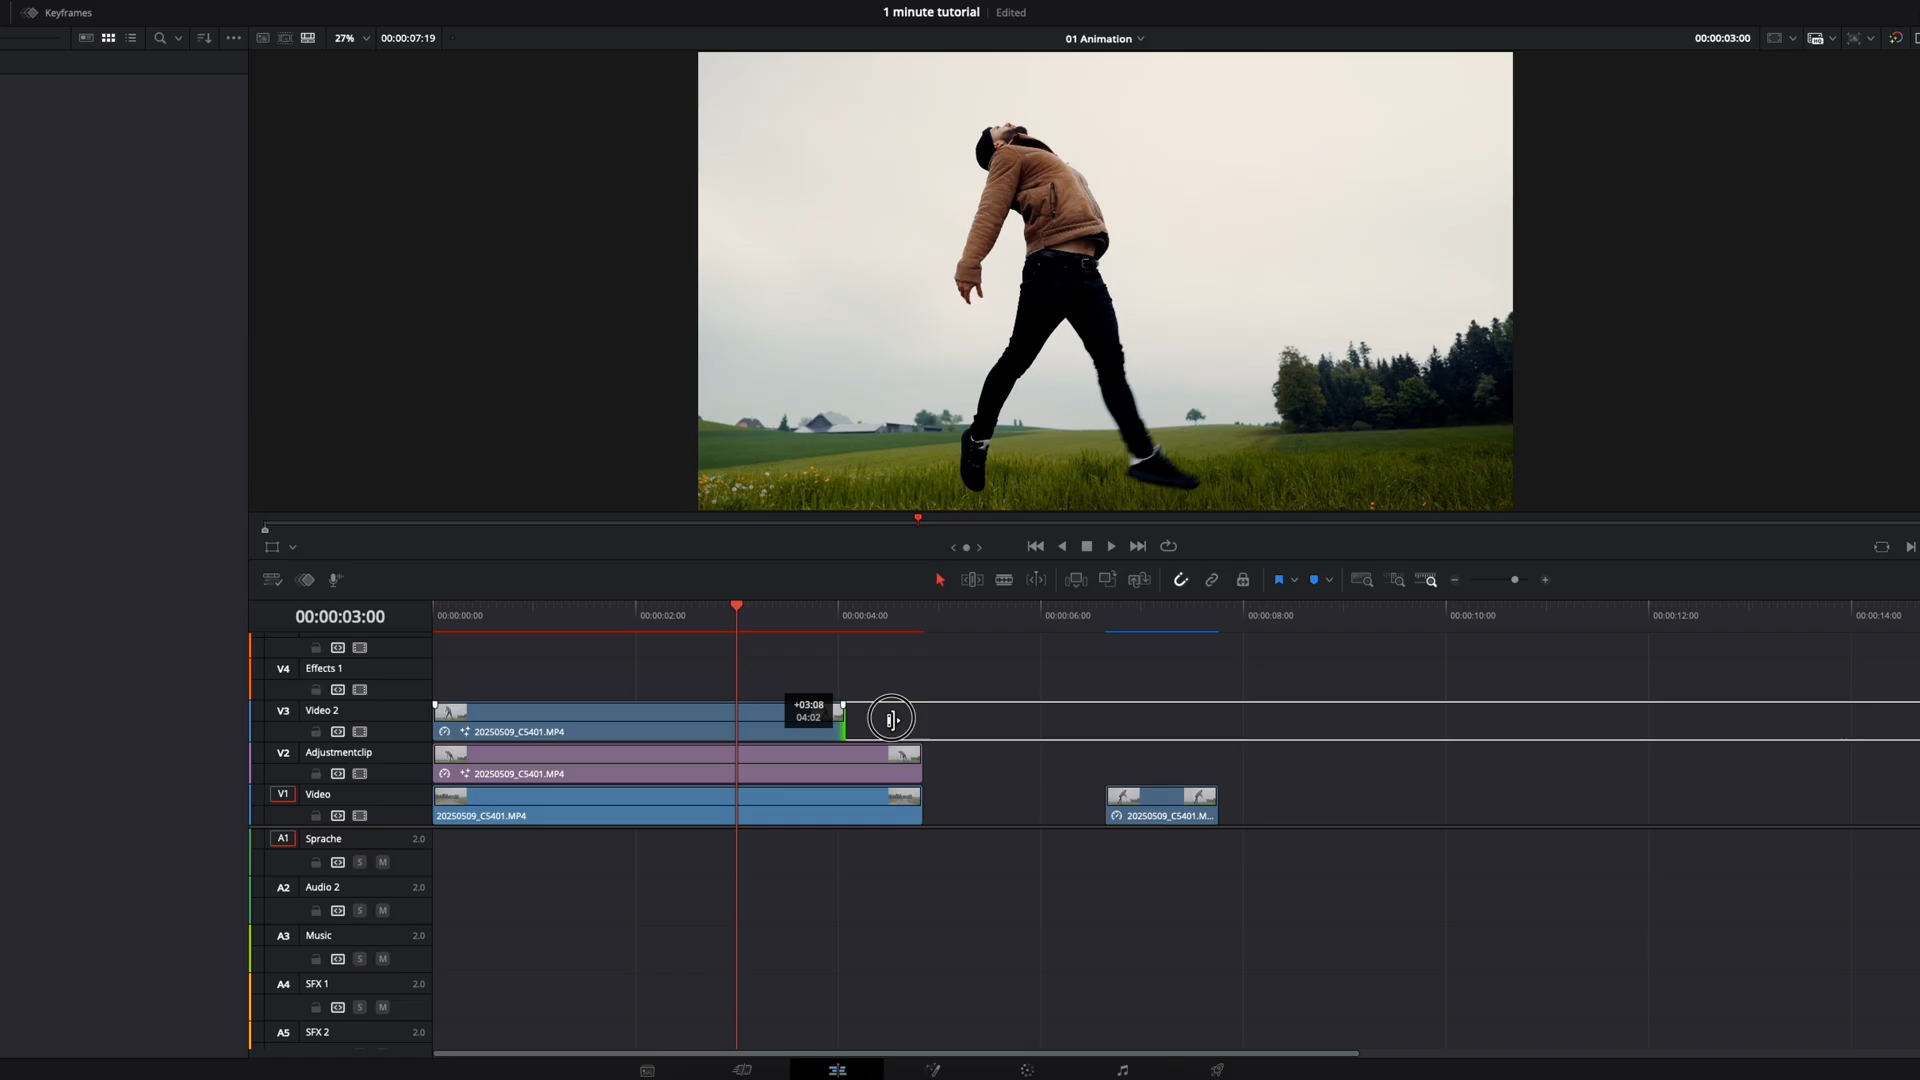 Keyframes
1 minute tutorial
Edited
27%
00:00:07:19
01 Animation
00:00:03:00
00:00:03:00
00:00:00:00
00:00:02:00
00:00:04:00
00:00:06:00
00:00:08:00
00:00:10:00
00:00:12:00
00:00:14:00
V4
Effects 1
V3
Video 2
+03:08
04:02
20250509_C5401.MP4
V2
Adjustmentclip
20250509_C5401.MP4
V1
Video
20250509_C5401.MP4
20250509_C5401.M...
A1
Sprache
2.0
S
M
A2
Audio 2
2.0
S
M
A3
Music
2.0
S
M
A4
SFX 1
2.0
S
M
A5
SFX 2
2.0